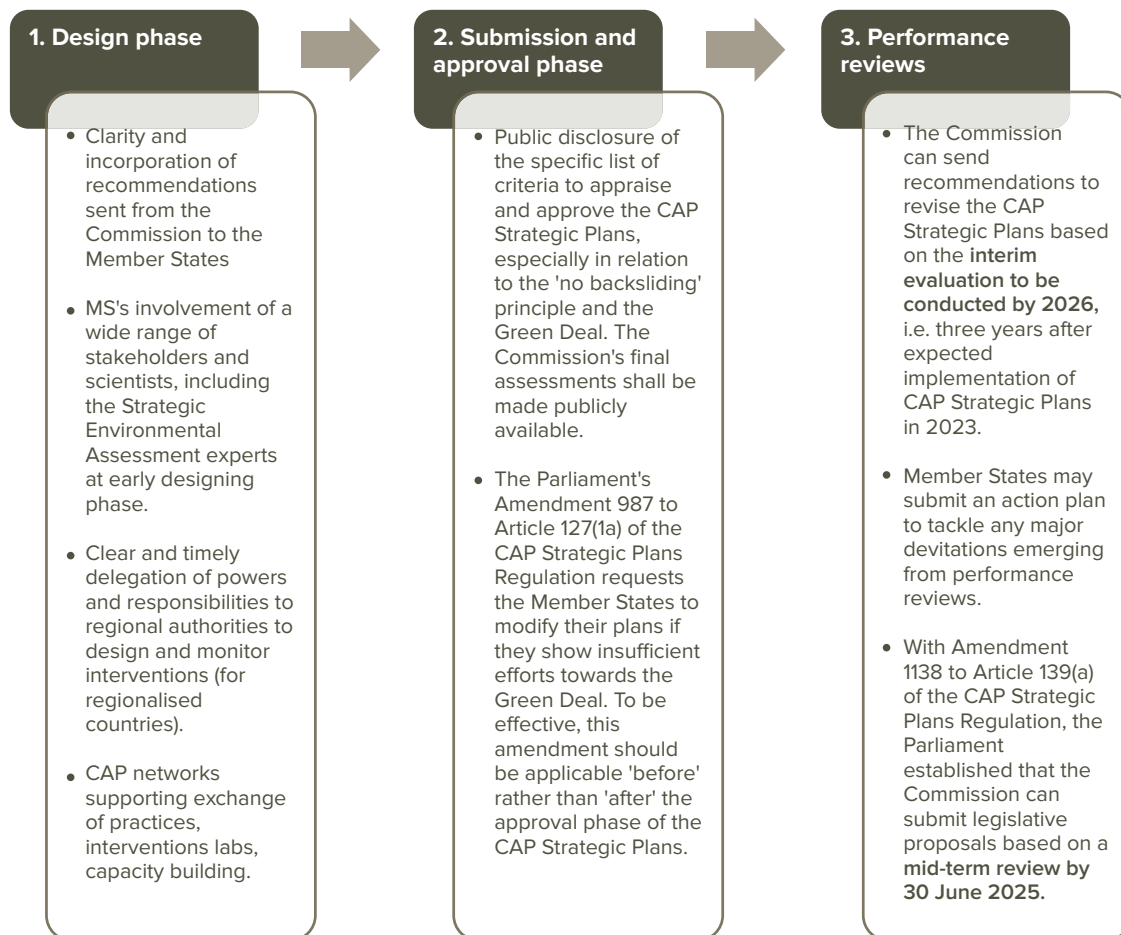 1. Design phase
• Clarity and
incorporation of
recommendations
sent from the
Commission to the
Member States
• MS's involvement of a
wide range of
stakeholders and
scientists, including
the Strategic
Environmental
Assessment experts
at early designing
phase.
• Clear and timely
delegation of powers
and responsibilities to
regional authorities to
design and monitor
interventions (for
regionalised
countries).
• CAP networks
supporting exchange
of practices,
interventions labs,
capacity building.
2. Submission and
approval phase
• Public disclosure of
the specific list of
criteria to appraise
and approve the CAP
Strategic Plans,
especially in relation
to the 'no backsliding'
principle and the
Green Deal. The
Commission's final
assessments shall be
made publicly
available.
• The Parliament's
Amendment 987 to
Article 127(1a) of the
CAP Strategic Plans
Regulation requests
the Member States to
modify their plans if
they show insufficient
efforts towards the
Green Deal. To be
effective, this
amendment should
be applicable 'before'
rather than 'after' the
approval phase of the
CAP Strategic Plans.
3. Performance
reviews
• The Commission
can send
recommendations to
revise the CAP
Strategic Plans based
on the interim
evaluation to be
conducted by 2026,
i.e. three years after
expected
implementation of
CAP Strategic Plans
in 2023.
• Member States may
submit an action plan
to tackle any major
devitations emerging
from performance
reviews.
• With Amendment
1138 to Article 139(a)
of the CAP Strategic
Plans Regulation, the
Parliament
established that the
Commission can
submit legislative
proposals based on a
mid-term review by
30 June 2025.